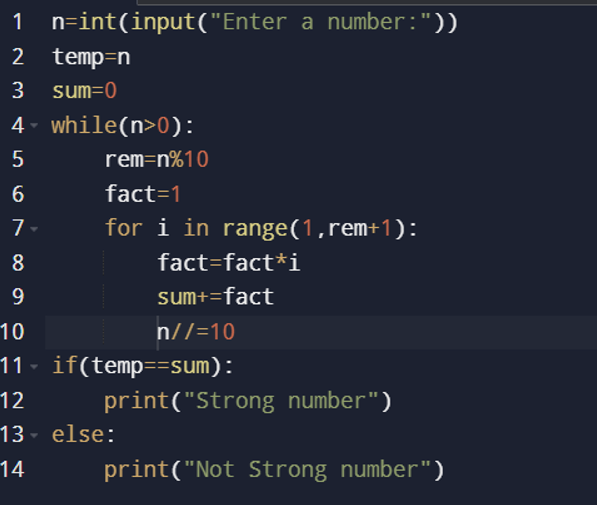 1 n=int(input("Enter a number:"))
2 temp=n
3 sum=0
4 while(n>0):
5     rem=n%10
6     fact=1
7     for i in range(1,rem+1):
8         fact=fact*i
9         sum+=fact
10         n//=10
11 if(temp==sum):
12     print("Strong number")
13 else:
14     print("Not Strong number")